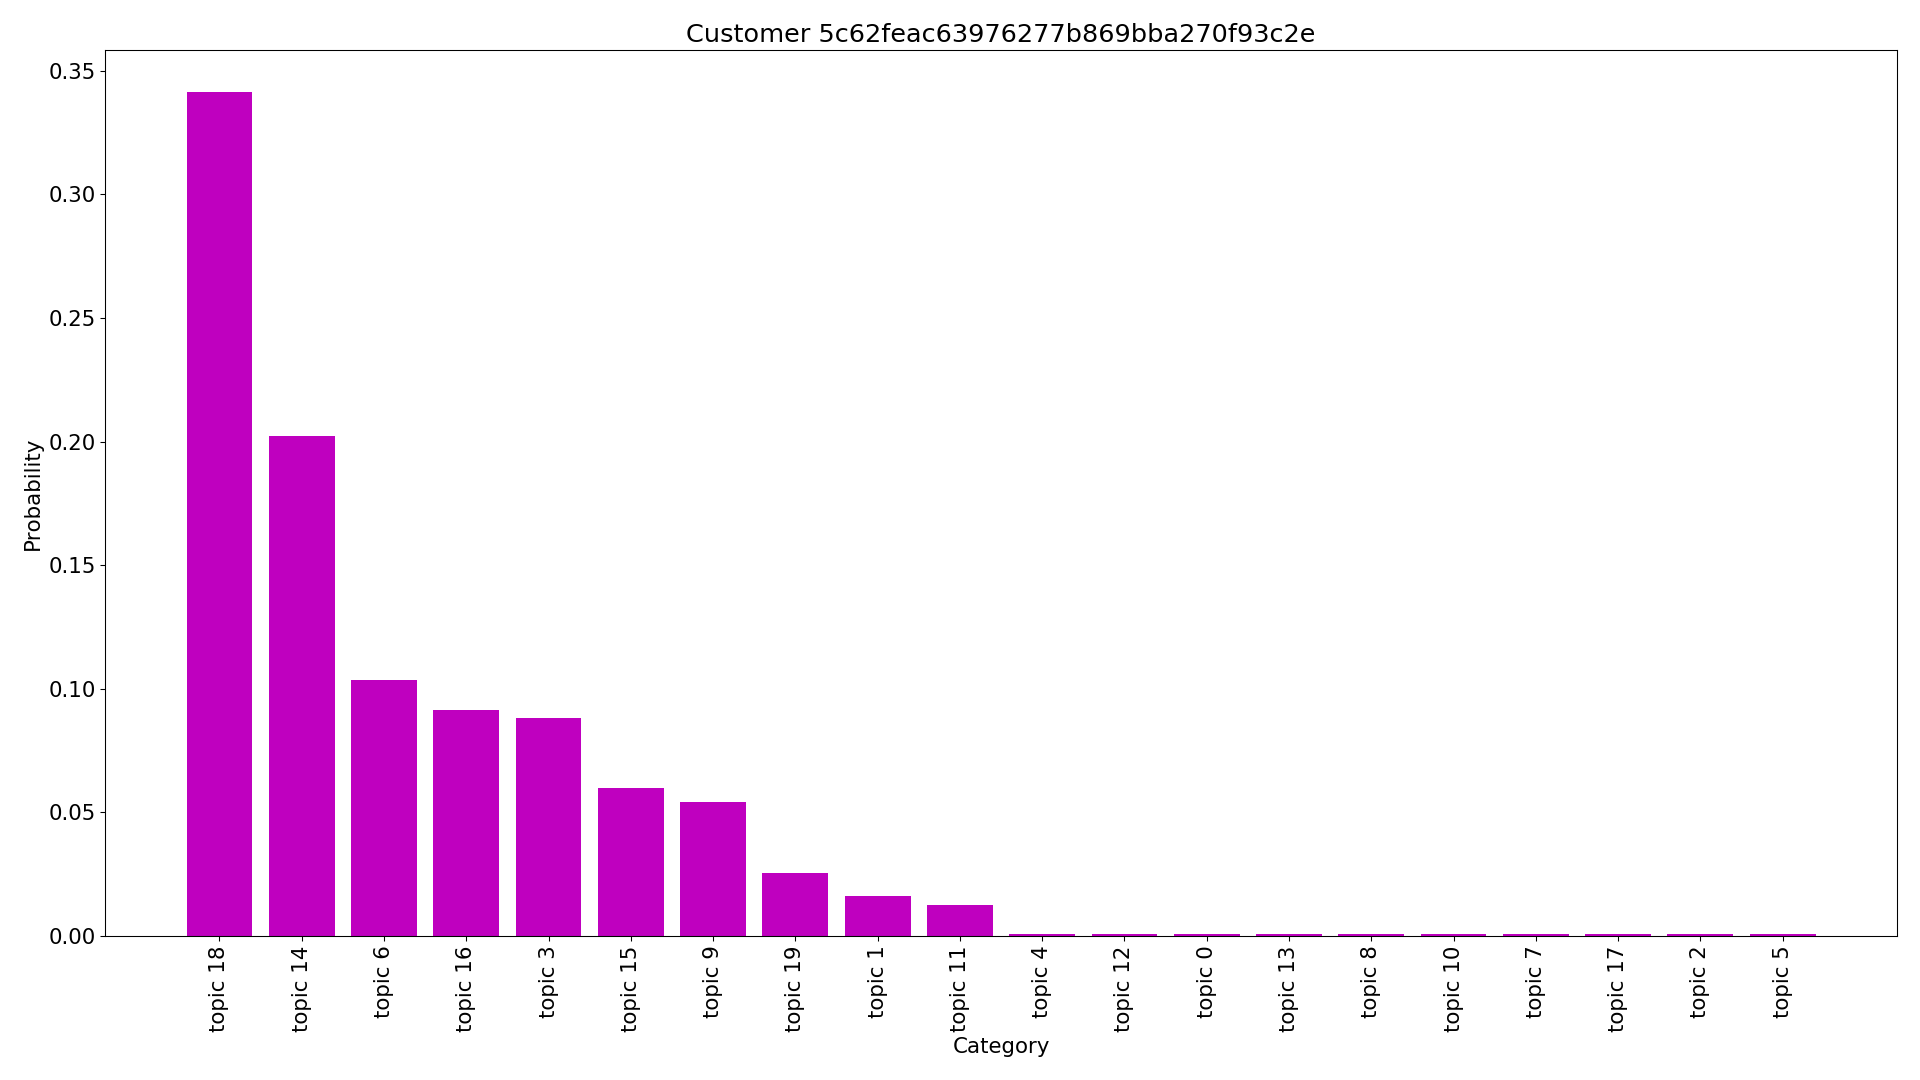 Customer 5c62feac63976277b869bba270f93c2e
0.35
0.30
0.25
0.20
0.15
0.10
0.05
0.00
Probability
topic 18
topic 14
topic 6
topic 16
topic 3
topic 15
topic 9
topic 19
topic 1
topic 11
topic 4
topic 12
topic 0
topic 13
topic 8
topic 10
topic 7
topic 17
topic 2
topic 5
Category